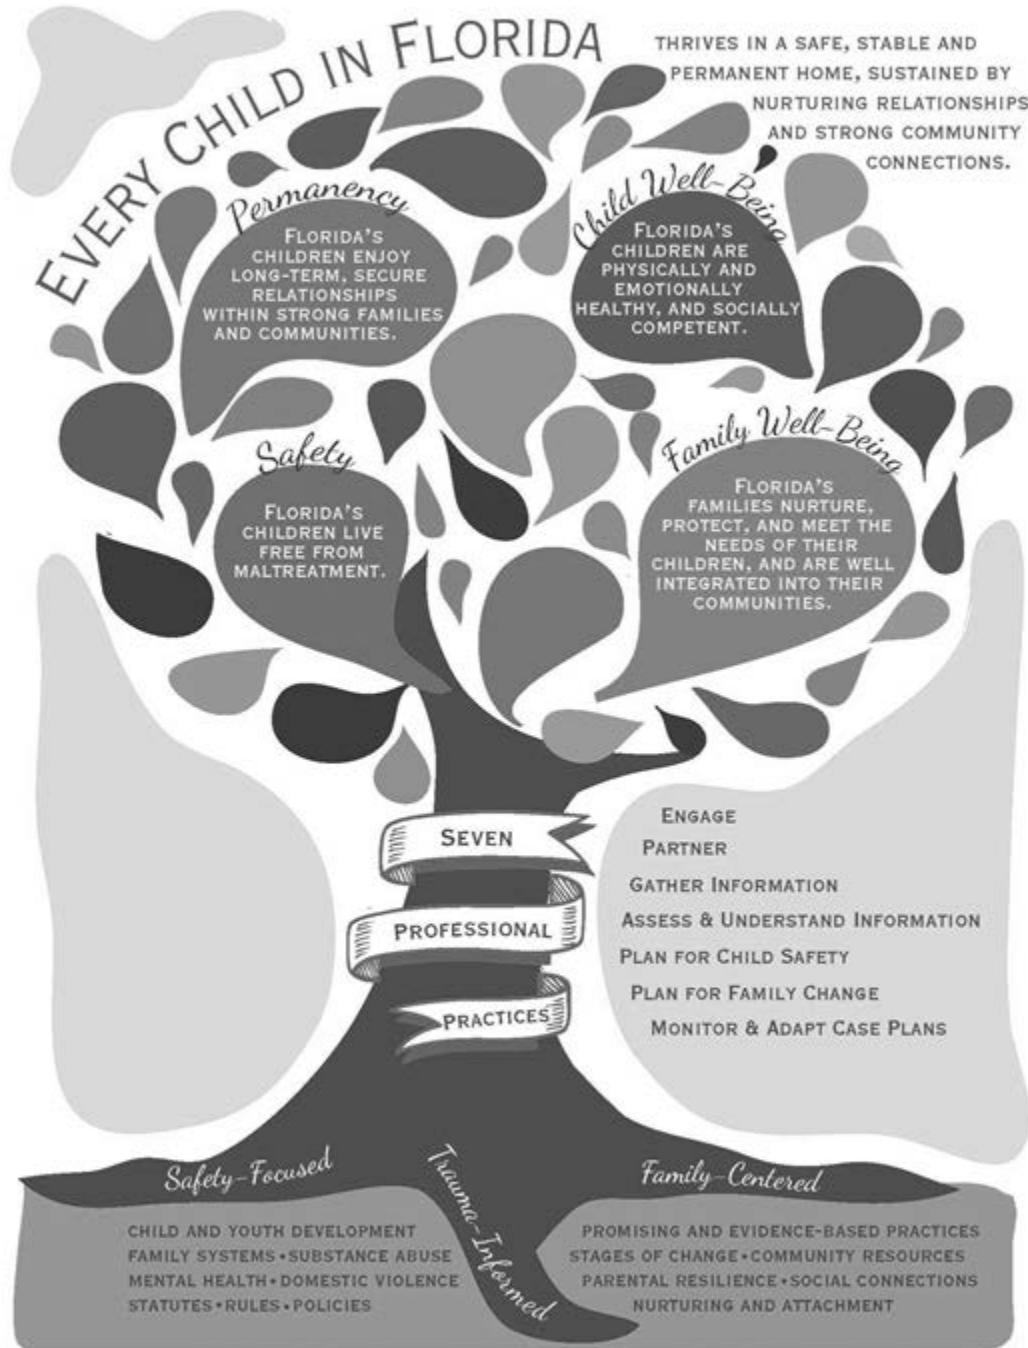 EVERY CHILD IN FLORIDA
THRIVES IN A SAFE, STABLE AND
PERMANENT HOME, SUSTAINED BY
NURTURING RELATIONSHIPS
AND STRONG COMMUNITY
CONNECTIONS.
Permanency
FLORIDA'S
CHILDREN ENJOY
LONG-TERM, SECURE
RELATIONSHIPS
WITHIN STRONG FAMILIES
AND COMMUNITIES.
Child Well-Being
FLORIDA'S
CHILDREN ARE
PHYSICALLY AND
EMOTIONALLY
HEALTHY, AND SOCIALLY
COMPETENT.
Safety
FLORIDA'S
CHILDREN LIVE
FREE FROM
MALTREATMENT.
Family Well-Being
FLORIDA'S
FAMILIES NURTURE,
PROTECT, AND MEET THE
NEEDS OF THEIR
CHILDREN, AND ARE WELL
INTEGRATED INTO THEIR
COMMUNITIES.
SEVEN
PROFESSIONAL
PRACTICES
ENGAGE
PARTNER
GATHER INFORMATION
ASSESS & UNDERSTAND INFORMATION
PLAN FOR CHILD SAFETY
PLAN FOR FAMILY CHANGE
MONITOR & ADAPT CASE PLANS
Safety-Focused
Trauma-Informed
Family-Centered
CHILD AND YOUTH DEVELOPMENT
FAMILY SYSTEMS • SUBSTANCE ABUSE
MENTAL HEALTH • DOMESTIC VIOLENCE
STATUTES • RULES • POLICIES
PROMISING AND EVIDENCE-BASED PRACTICES
STAGES OF CHANGE • COMMUNITY RESOURCES
PARENTAL RESILIENCE • SOCIAL CONNECTIONS
NURTURING AND ATTACHMENT